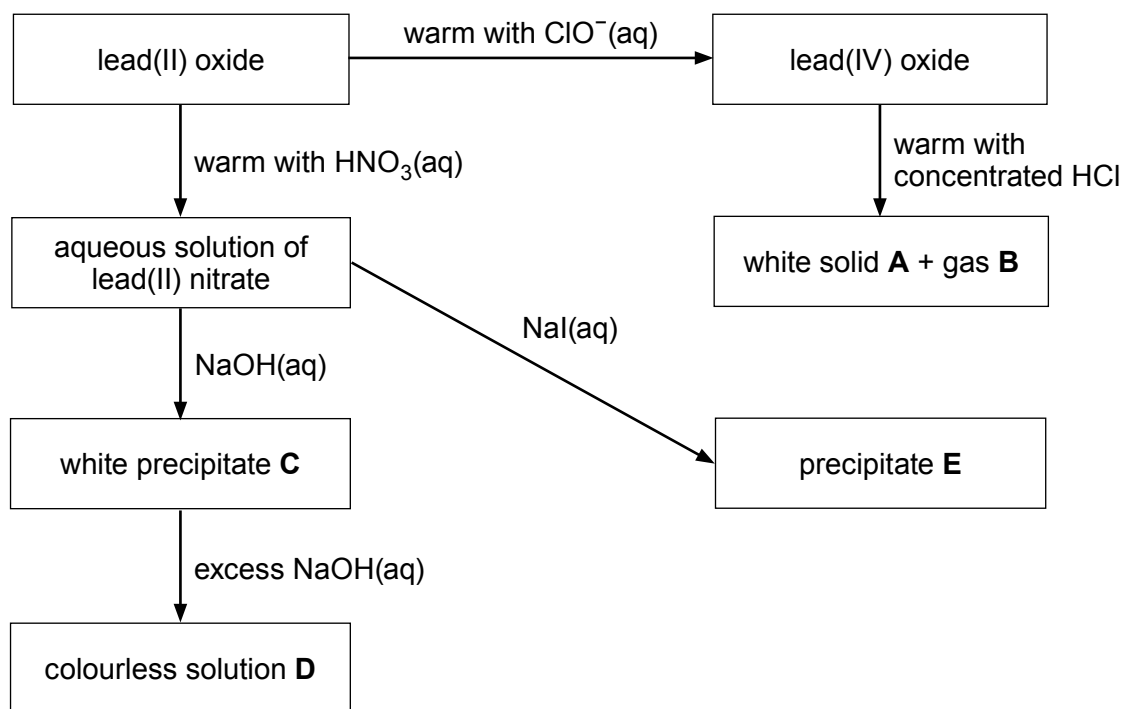 lead(II) oxide
warm with ClO⁻(aq)
lead(IV) oxide
warm with HNO₃(aq)
warm with
concentrated HCl
aqueous solution of
lead(II) nitrate
white solid A + gas B
NaI(aq)
NaOH(aq)
white precipitate C
precipitate E
excess NaOH(aq)
colourless solution D